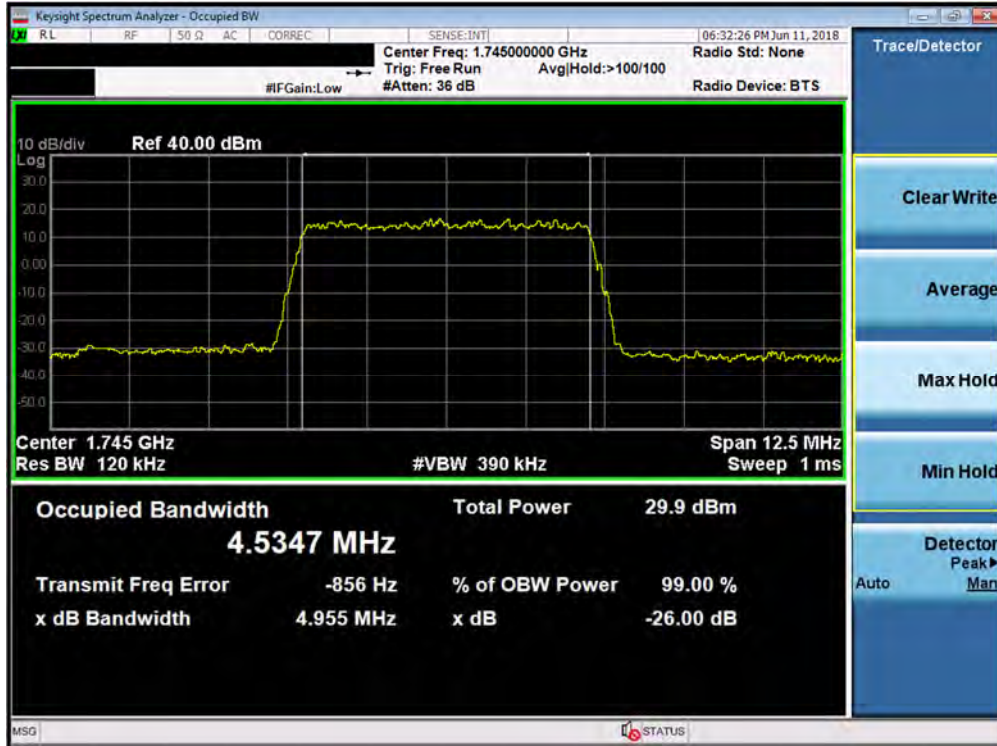 Keysight Spectrum Analyzer - Occupied BW
RL RF 50 Ω AC CORREC SENSE:INT 06:32:26 PM Jun 11, 2018
Center Freq: 1.745000000 GHz Radio Std: None
Trig: Free Run Avg|Hold:>100/100
#IFGain:Low #Atten: 36 dB Radio Device: BTS
Trace/Detector
10 dB/div Ref 40.00 dBm
Log
30.0
20.0
10.0
0.00
-10.0
-20.0
-30.0
-40.0
-50.0
Center 1.745 GHz Span 12.5 MHz
Res BW 120 kHz #VBW 390 kHz Sweep 1 ms
Occupied Bandwidth Total Power 29.9 dBm
4.5347 MHz
Transmit Freq Error -856 Hz % of OBW Power 99.00 %
x dB Bandwidth 4.955 MHz x dB -26.00 dB
Clear Write
Average
Max Hold
Min Hold
Detector
Peak▶
Auto Man
MSG STATUS